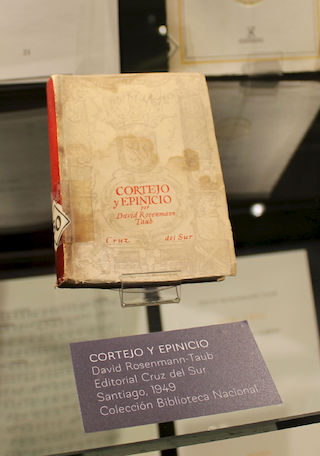 CORTEJO
y EPINICIO
por
David Rosenmann
Taub
Cruz del Sur
CORTEJO Y EPINICIO
David Rosenmann-Taub
Editorial Cruz del Sur
Santiago, 1949
Colección Biblioteca Nacional